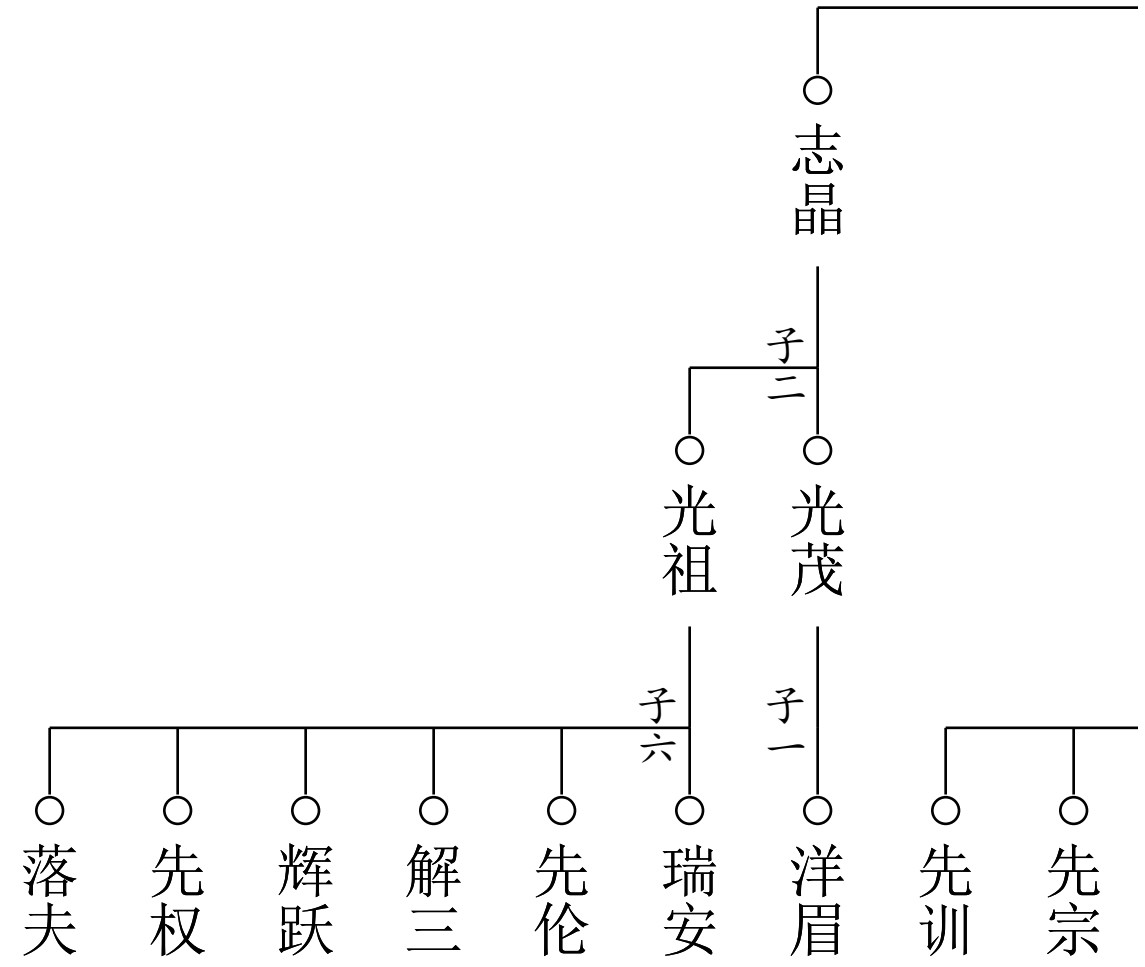 志晶
子二
光茂
光祖
子一
子六
先宗
先训
洋眉
瑞安
先伦
解三
辉跃
先权
落夫